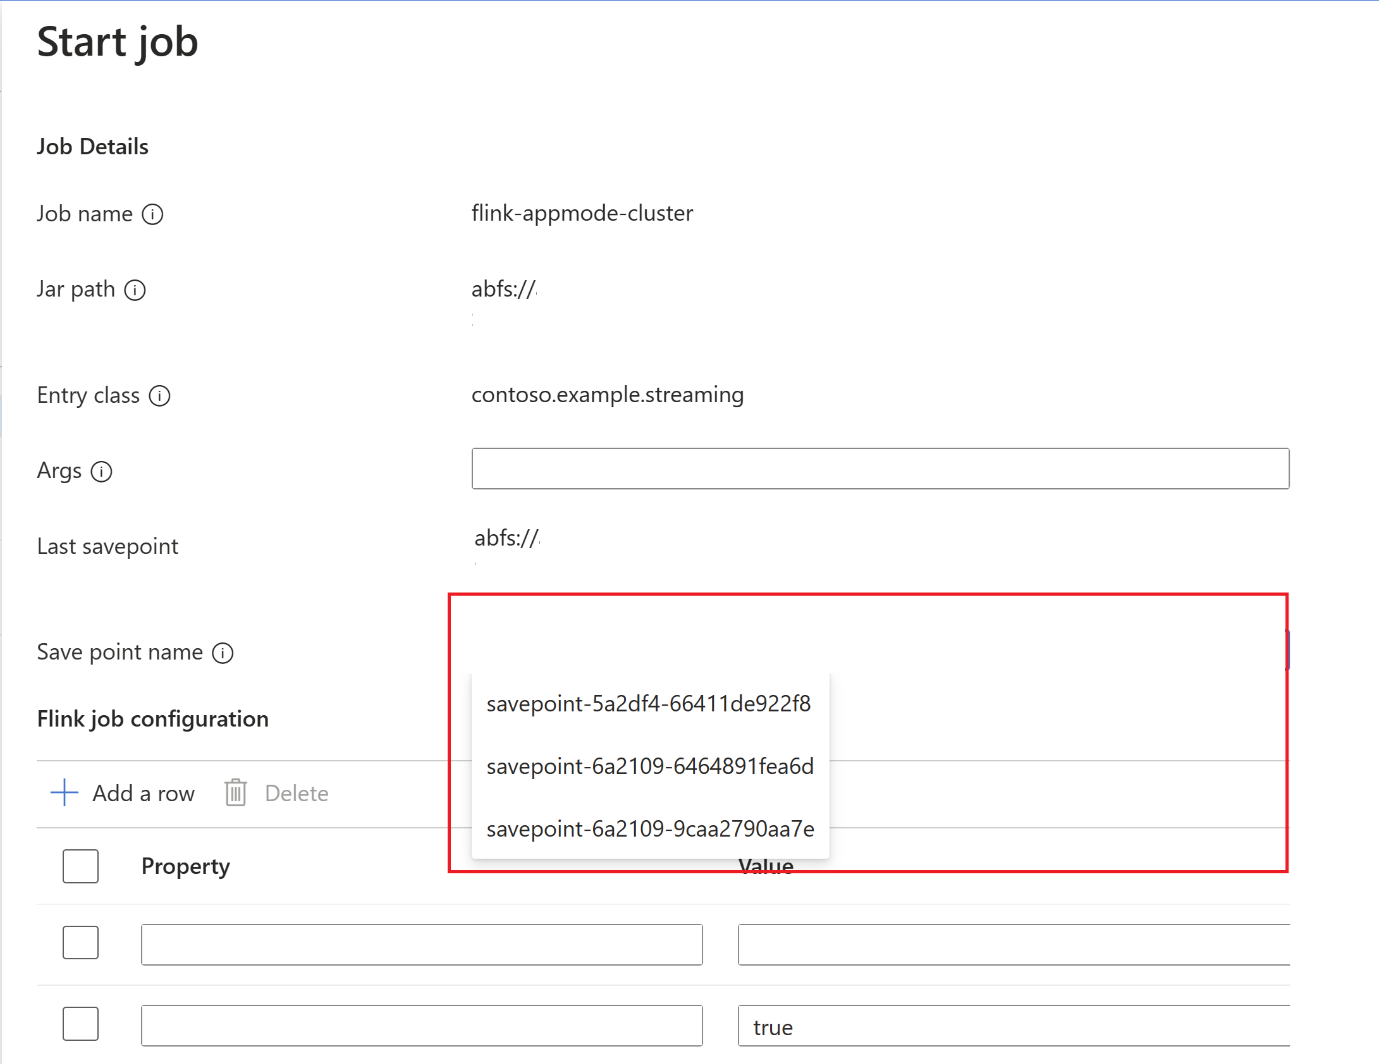 Start job
Job Details
Job name
flink-appmode-cluster
Jar path
abfs://
Entry class
contoso.example.streaming
Args
Last savepoint
abfs://
Save point name
savepoint-5a2df4-66411de922f8
savepoint-6a2109-6464891fea6d
savepoint-6a2109-9caa2790aa7e
Flink job configuration
Add a row
Delete
Property
Value
true